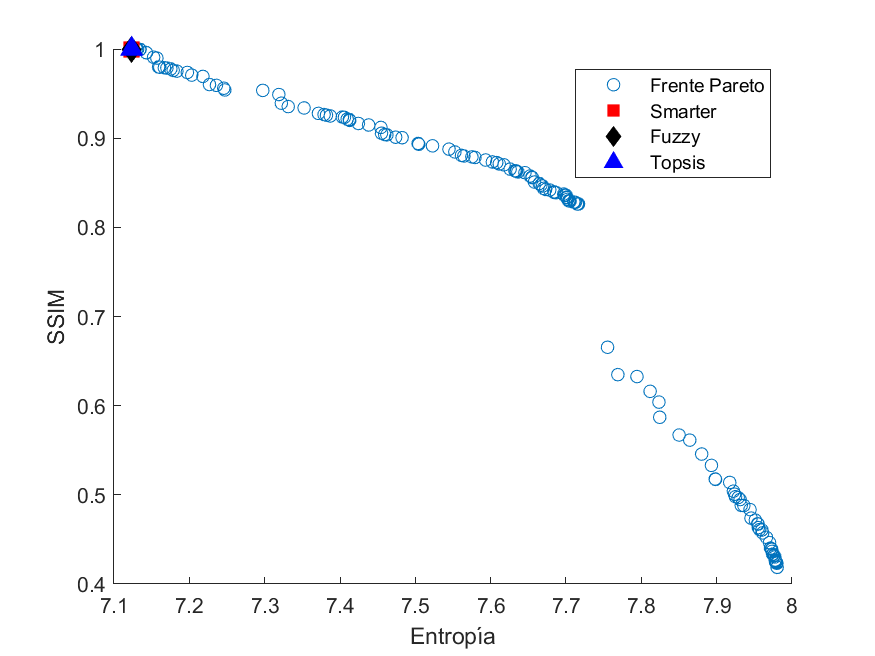 1
0.9
0.8
0.7
0.6
0.5
0.4
SSIM
7.1 7.2 7.3 7.4 7.5 7.6 7.7 7.8 7.9 8
Entropía
Frente Pareto
Smarter
Fuzzy
Topsis